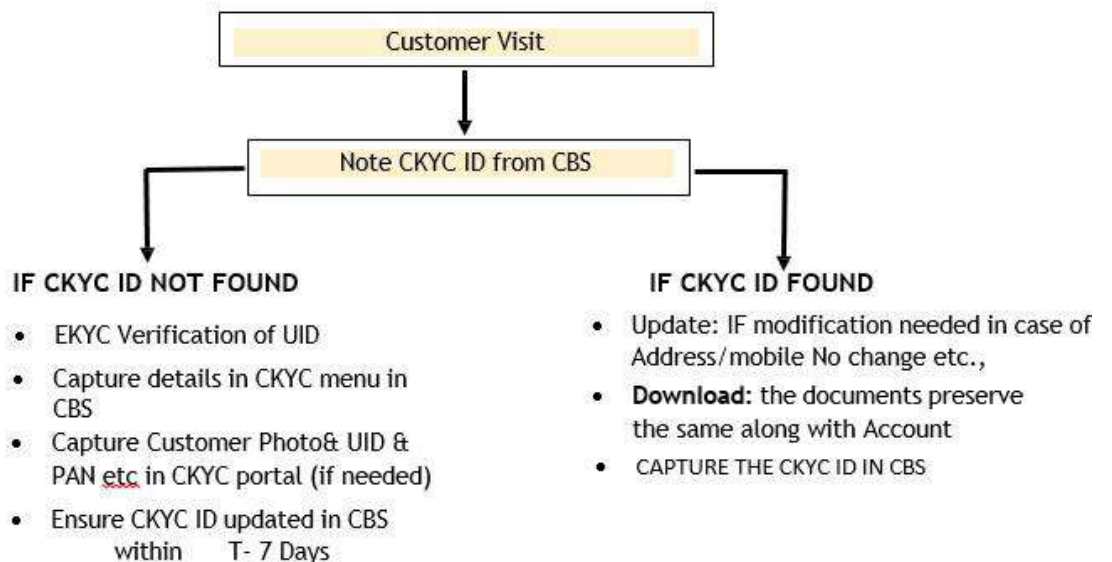 Customer Visit
Note CKYC ID from CBS
IF CKYC ID NOT FOUND
• EKYC Verification of UID
• Capture details in CKYC menu in
CBS
• Capture Customer Photo& UID &
PAN etc in CKYC portal (if needed)
• Ensure CKYC ID updated in CBS
within T- 7 Days
IF CKYC ID FOUND
• Update: IF modification needed in case of
Address/mobile No change etc.,
• Download: the documents preserve
the same along with Account
• CAPTURE THE CKYC ID IN CBS